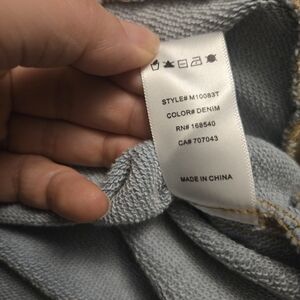 STYLE# M10083T
COLOR# DENIM
RN# 168540
CA# 707043
MADE IN CHINA